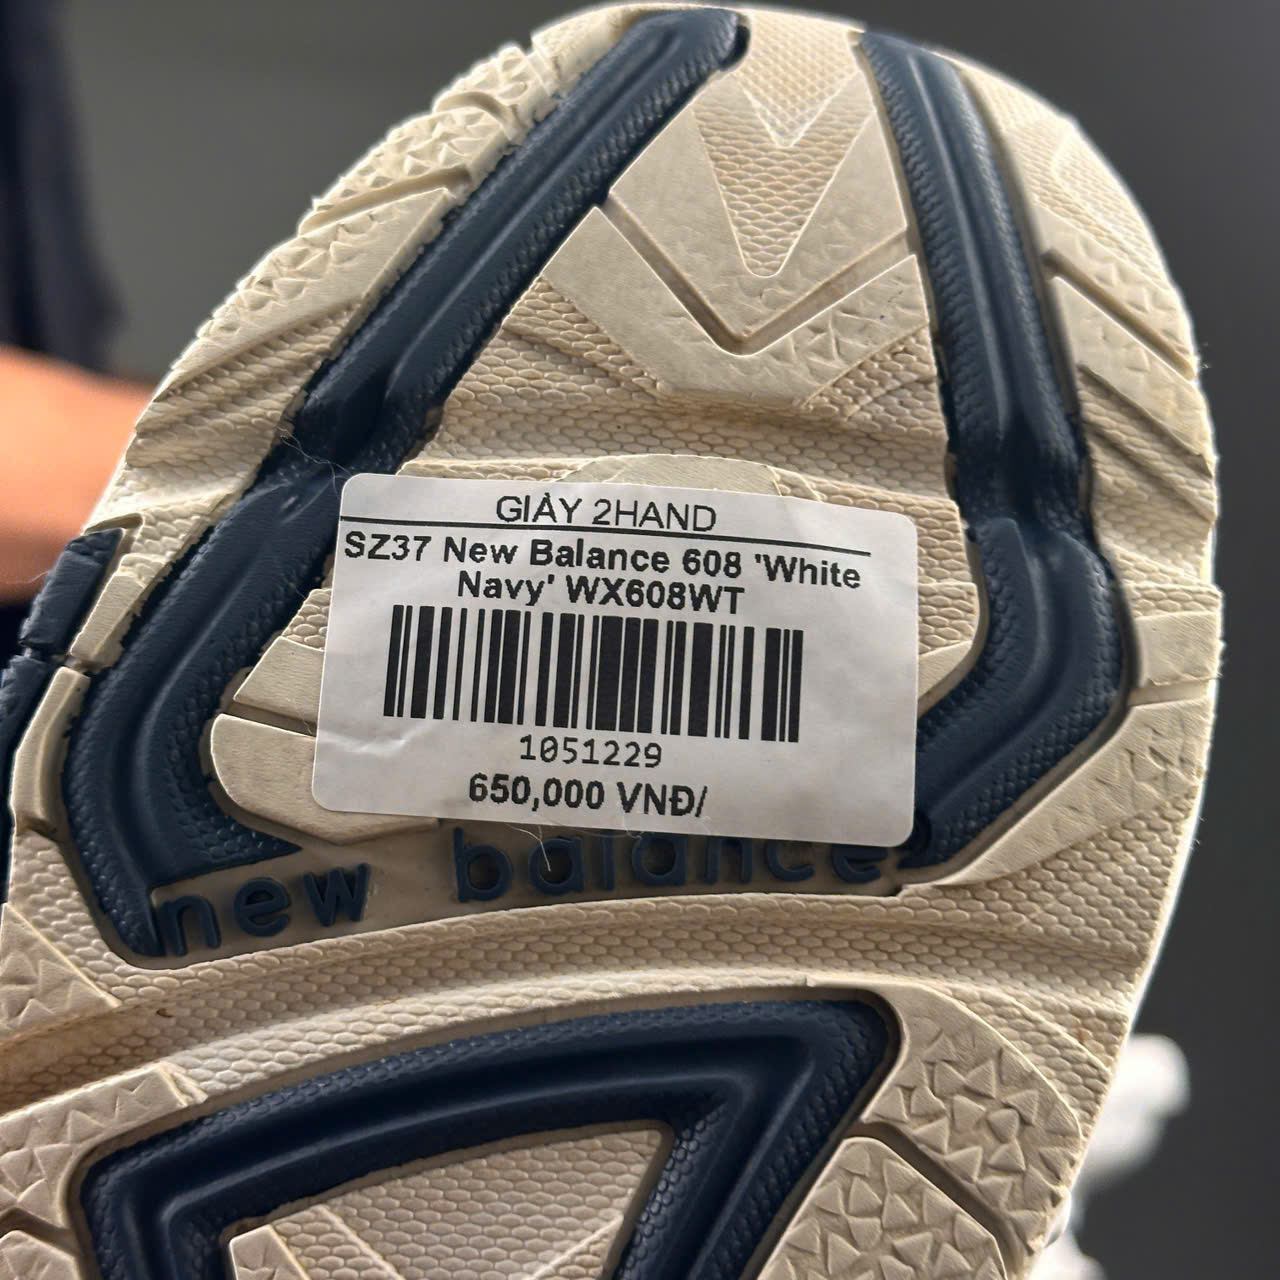 GIÀY 2HAND
SZ37 New Balance 608 'White
Navy' WX608WT
1051229
650,000 VNĐ/
new balance